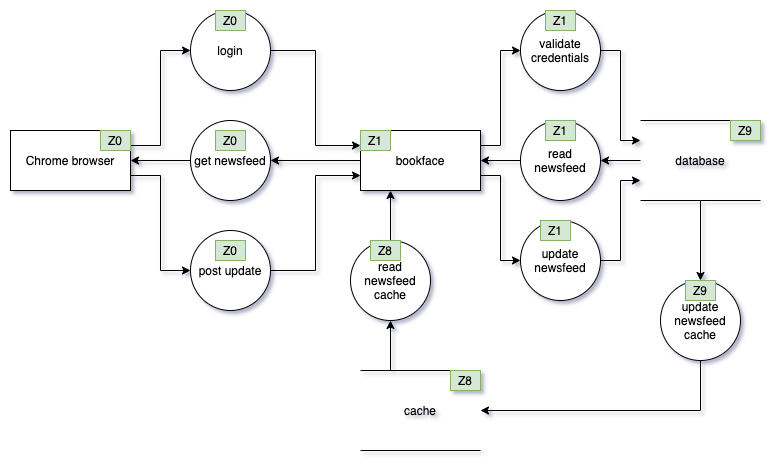 Z0
login
Z1
validate
credentials
Z0
Chrome browser
Z0
get newsfeed
Z1
bookface
Z1
read
newsfeed
Z9
database
Z0
post update
Z8
read
newsfeed
cache
Z1
update
newsfeed
Z9
update
newsfeed
cache
Z8
cache